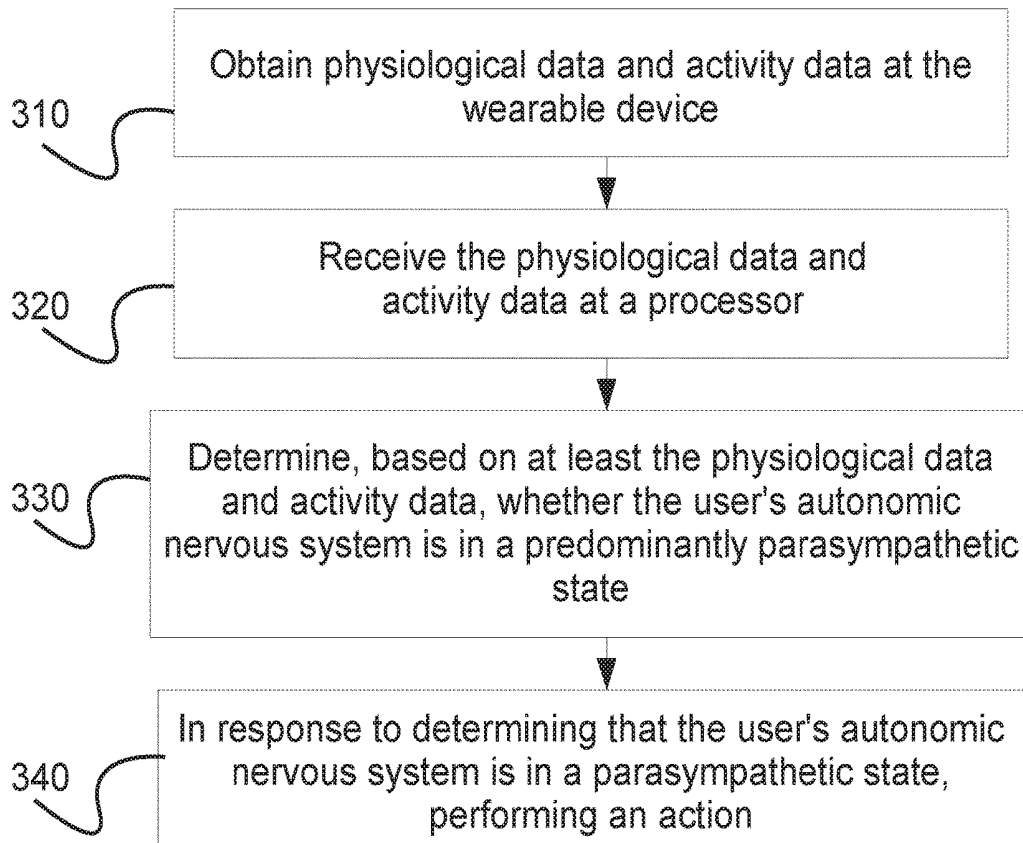 310
Obtain physiological data and activity data at the
wearable device
320
Receive the physiological data and
activity data at a processor
330
Determine, based on at least the physiological data
and activity data, whether the user's autonomic
nervous system is in a predominantly parasympathetic
state
340
In response to determining that the user's autonomic
nervous system is in a parasympathetic state,
performing an action